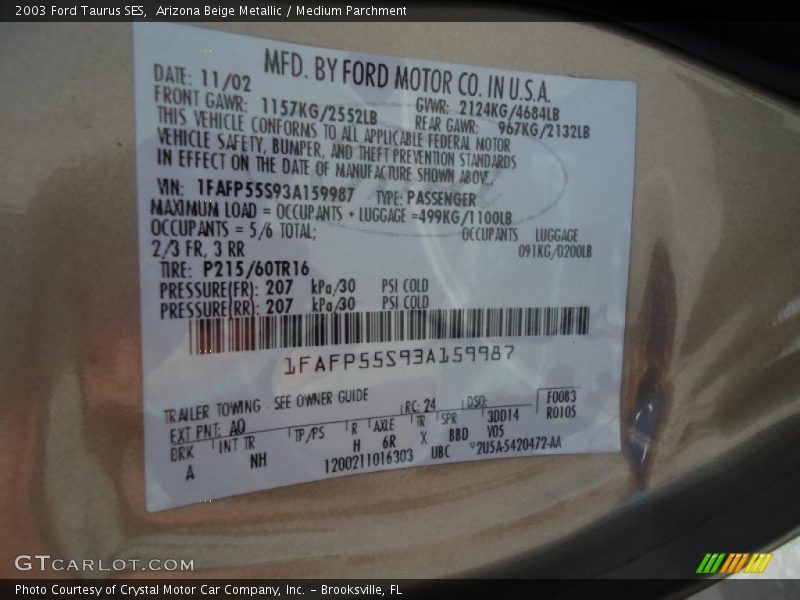 2003 Ford Taurus SES, Arizona Beige Metallic / Medium Parchment
MFD. BY FORD MOTOR CO. IN U.S.A.
DATE: 11/02 GVWR: 2124KG/4684LB
FRONT GAWR: 1157KG/2552LB REAR GAWR: 967KG/2132LB
THIS VEHICLE CONFORMS TO ALL APPLICABLE FEDERAL MOTOR
VEHICLE SAFETY, BUMPER, AND THEFT PREVENTION STANDARDS
IN EFFECT ON THE DATE OF MANUFACTURE SHOWN ABOVE.
VIN: 1FAFP55S93A159987 TYPE: PASSENGER
MAXIMUM LOAD = OCCUPANTS + LUGGAGE =499KG/1100LB
OCCUPANTS = 5/6 TOTAL; OCCUPANTS LUGGAGE
2/3 FR, 3 RR 091KG/0200LB
TIRE: P215/60TR16
PRESSURE(FR): 207 kPa/30 PSI COLD
PRESSURE(RR): 207 kPa/30 PSI COLD
1FAFP55S93A159987
TRAILER TOWING - SEE OWNER GUIDE
EXT PNT: AO RC: 24 DSO: F0083
BRK INT TR TP/PS R AXLE TR SPR 3DD14 R0105
A NH H 6R X BBD V05
1200211016303 UBC 2U5A-5420472-AA
GTCARLOT.COM
Photo Courtesy of Crystal Motor Car Company, Inc. – Brooksville, FL